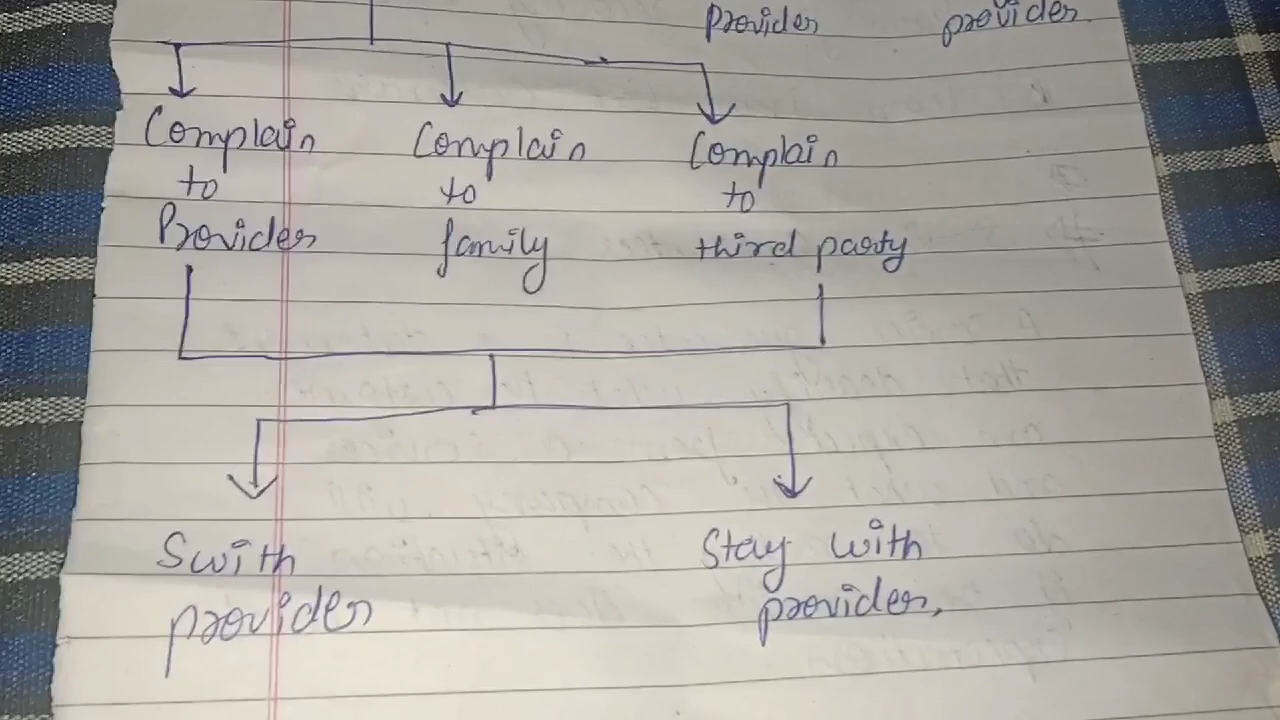 Provider provider
Complain Complain Complain
to to to
Provider family third party
Swith Stay with
provider provider,